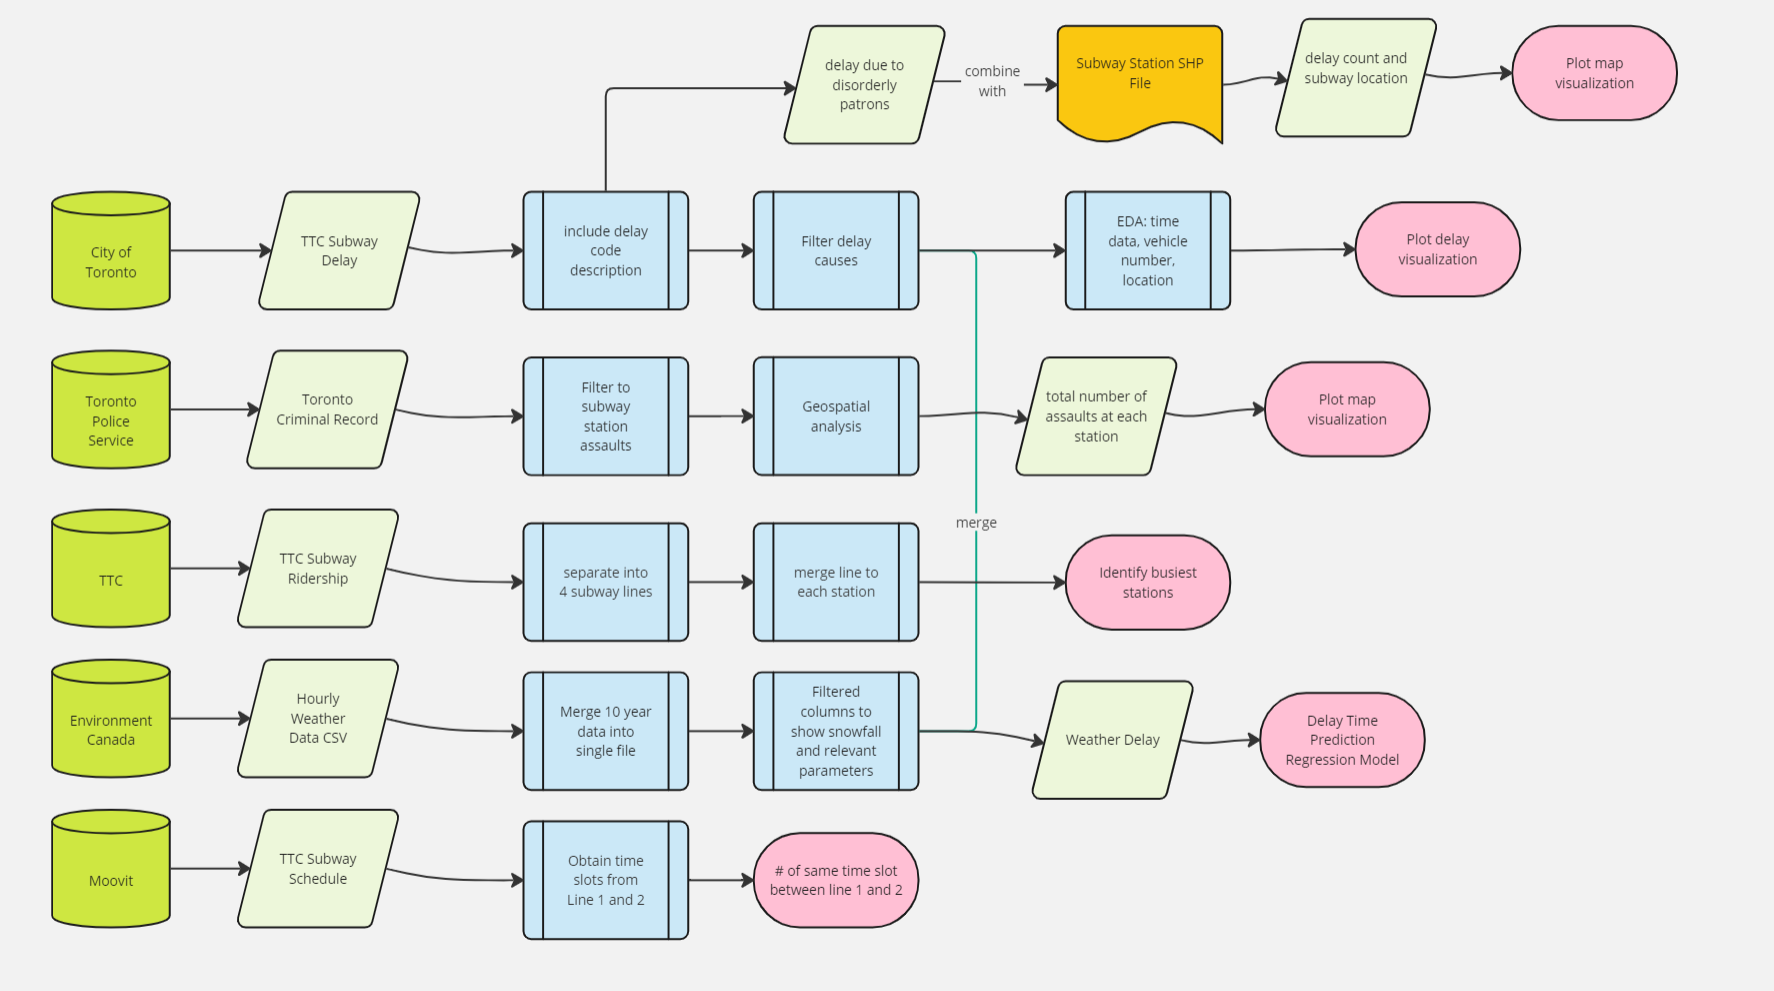 delay due to
disorderly
patrons
combine
with
Subway Station SHP
File
delay count and
subway location
Plot map
visualization
City of
Toronto
TTC Subway
Delay
include delay
code
description
Filter delay
causes
EDA: time
data, vehicle
number,
location
Plot delay
visualization
Toronto
Police
Service
Toronto
Criminal Record
Filter to
subway
station
assaults
Geospatial
analysis
total number of
assaults at each
station
Plot map
visualization
merge
TTC
TTC Subway
Ridership
separate into
4 subway lines
merge line to
each station
Identify busiest
stations
Environment
Canada
Hourly
Weather
Data CSV
Merge 10 year
data into
single file
Filtered
columns to
show snowfall
and relevant
parameters
Weather Delay
Delay Time
Prediction
Regression Model
Moovit
TTC Subway
Schedule
Obtain time
slots from
Line 1 and 2
# of same time slot
between line 1 and 2